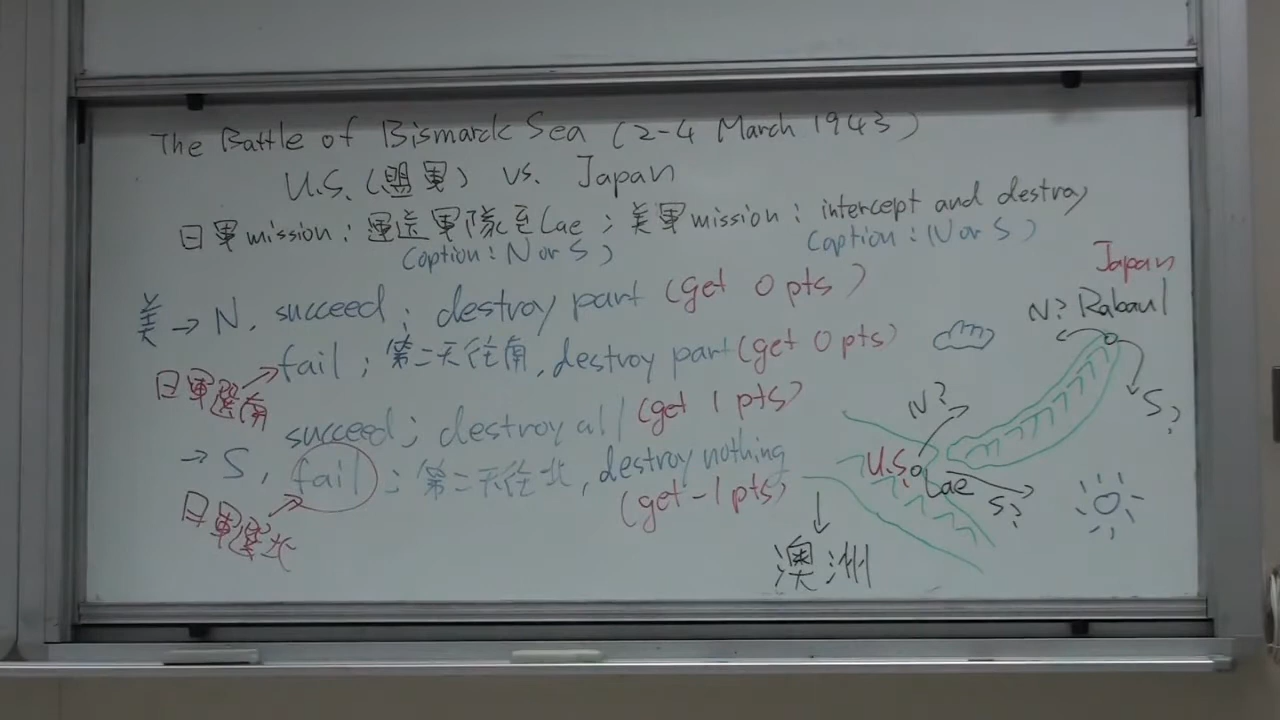 The Battle of Bismarck Sea (2-4 March 1943)
U.S. (盟軍) vs. Japan
日軍mission: 運送軍隊至Lae; 美軍mission: intercept and destroy
(option: N or S)
(option: N or S)
美 → N, succeed; destroy part (get 0 pts)
fail; 第二天往南, destroy part (get 0 pts)
日軍選南
succeed; destroy all (get 1 pts)
→ S, fail; 第二天往北, destroy nothing
(get -1 pts)
日軍選北
Japan
N? Rabaul
S?
N?
U.S.
Lae
S?
澳洲